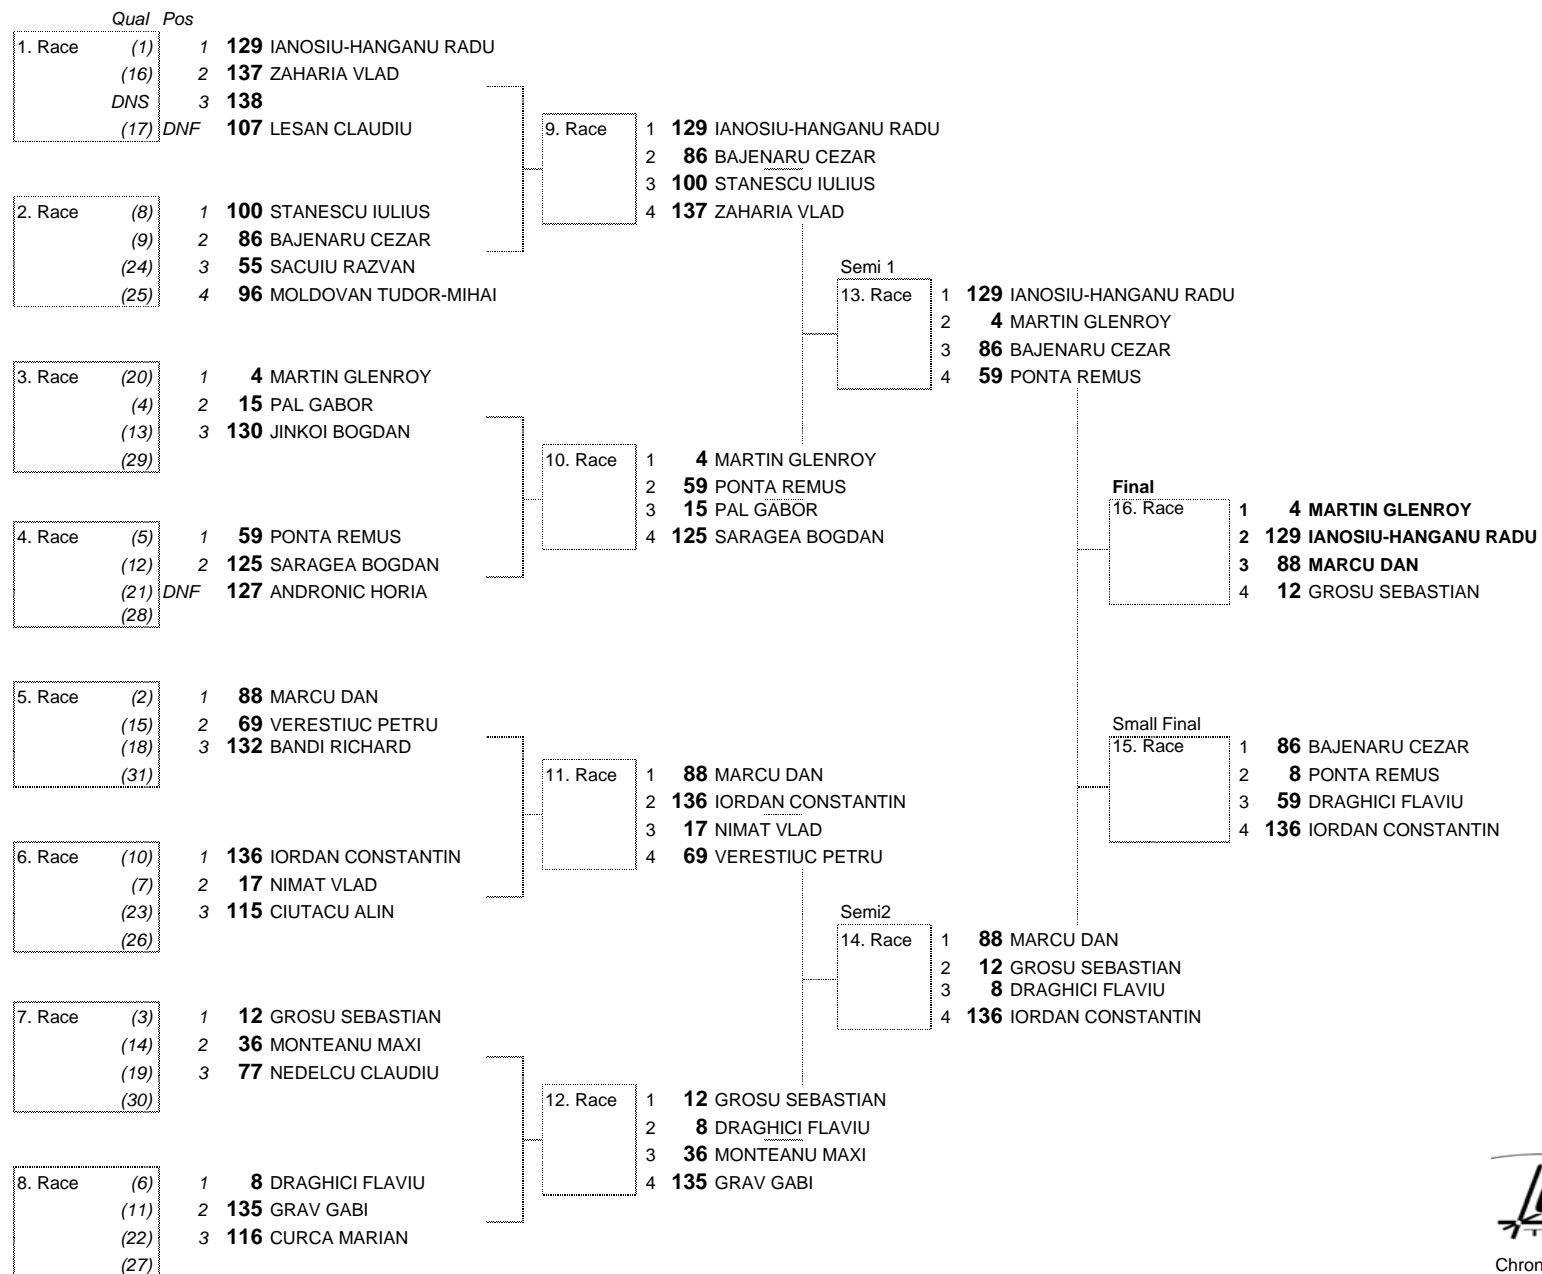 Qual Pos
1. Race (1) 1 129 IANOSIU-HANGANU RADU
(16) 2 137 ZAHARIA VLAD
DNS 3 138
(17) DNF 107 LESAN CLAUDIU
2. Race (8) 1 100 STANESCU IULIUS
(9) 2 86 BAJENARU CEZAR
(24) 3 55 SACUIU RAZVAN
(25) 4 96 MOLDOVAN TUDOR-MIHAI
3. Race (20) 1 4 MARTIN GLENROY
(4) 2 15 PAL GABOR
(13) 3 130 JINKOI BOGDAN
(29)
4. Race (5) 1 59 PONTA REMUS
(12) 2 125 SARAGEA BOGDAN
(21) DNF 127 ANDRONIC HORIA
(28)
5. Race (2) 1 88 MARCU DAN
(15) 2 69 VERESTIUC PETRU
(18) 3 132 BANDI RICHARD
(31)
6. Race (10) 1 136 IORDAN CONSTANTIN
(7) 2 17 NIMAT VLAD
(23) 3 115 CIUTACU ALIN
(26)
7. Race (3) 1 12 GROSU SEBASTIAN
(14) 2 36 MONTEANU MAXI
(19) 3 77 NEDELCU CLAUDIU
(30)
8. Race (6) 1 8 DRAGHICI FLAVIU
(11) 2 135 GRAV GABI
(22) 3 116 CURCA MARIAN
(27)
9. Race 1 129 IANOSIU-HANGANU RADU
2 86 BAJENARU CEZAR
3 100 STANESCU IULIUS
4 137 ZAHARIA VLAD
10. Race 1 4 MARTIN GLENROY
2 59 PONTA REMUS
3 15 PAL GABOR
4 125 SARAGEA BOGDAN
11. Race 1 88 MARCU DAN
2 136 IORDAN CONSTANTIN
3 17 NIMAT VLAD
4 69 VERESTIUC PETRU
12. Race 1 12 GROSU SEBASTIAN
2 8 DRAGHICI FLAVIU
3 36 MONTEANU MAXI
4 135 GRAV GABI
Semi 1
13. Race 1 129 IANOSIU-HANGANU RADU
2 4 MARTIN GLENROY
3 86 BAJENARU CEZAR
4 59 PONTA REMUS
Semi2
14. Race 1 88 MARCU DAN
2 12 GROSU SEBASTIAN
3 8 DRAGHICI FLAVIU
4 136 IORDAN CONSTANTIN
Final
16. Race 1 4 MARTIN GLENROY
2 129 IANOSIU-HANGANU RADU
3 88 MARCU DAN
4 12 GROSU SEBASTIAN
Small Final
15. Race 1 86 BAJENARU CEZAR
2 8 PONTA REMUS
3 59 DRAGHICI FLAVIU
4 136 IORDAN CONSTANTIN
Chron